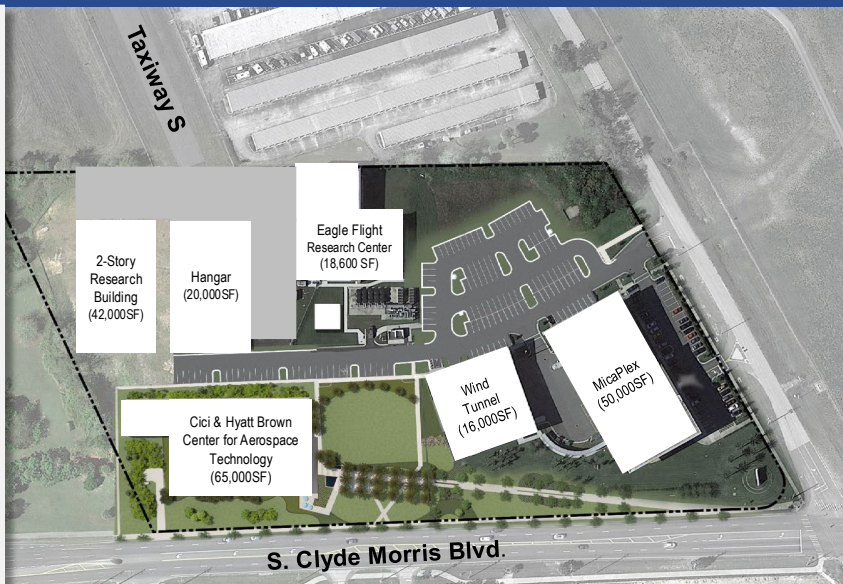 Taxiway S
Eagle Flight
Research Center
(18,600 SF)
2-Story
Research
Building
(42,000SF)
Hangar
(20,000SF)
MicaPlex
(50,000SF)
Wind
Tunnel
(16,000SF)
Cici & Hyatt Brown
Center for Aerospace
Technology
(65,000SF)
S. Clyde Morris Blvd.